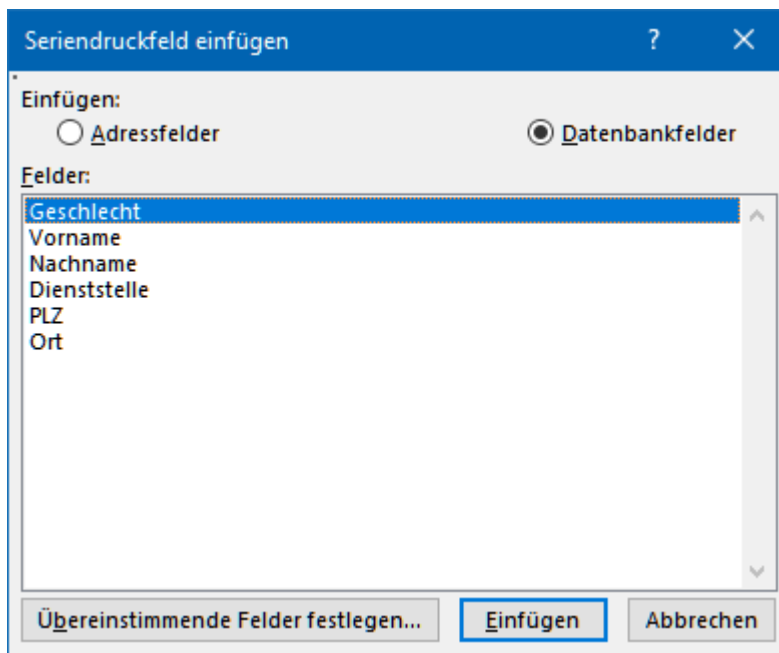 Seriendruckfeld einfügen ?
Einfügen:
Adressfelder Datenbankfelder
Felder:
Geschlecht
Vorname
Nachname
Dienststelle
PLZ
Ort
Übereinstimmende Felder festlegen... Einfügen Abbrechen